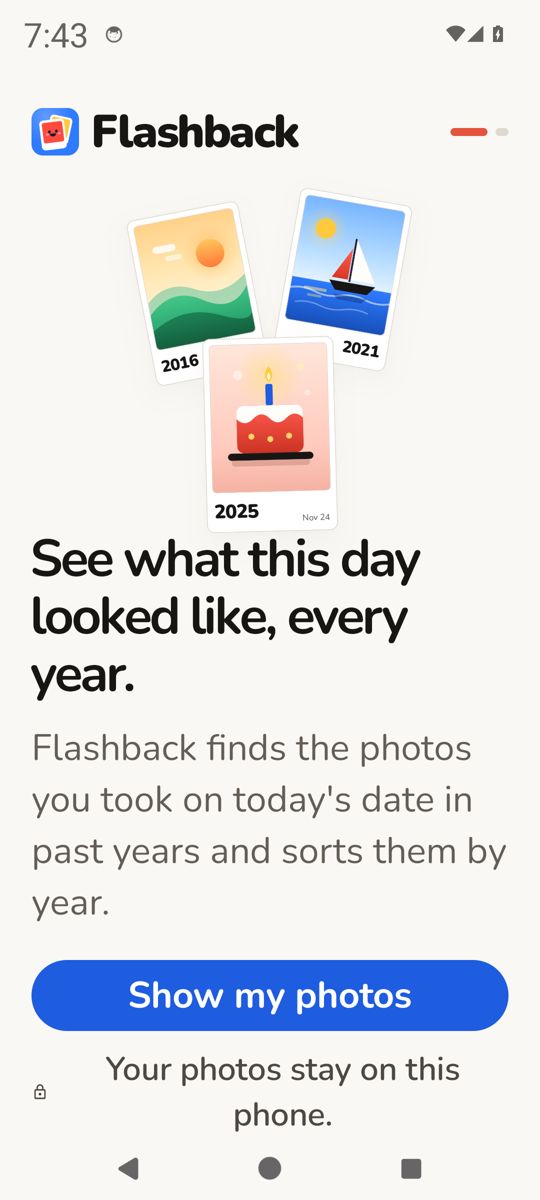 7:43
Flashback
2016
2021
2025
Nov 24
See what this day
looked like, every
year.
Flashback finds the photos
you took on today's date in
past years and sorts them by
year.
Show my photos
Your photos stay on this
phone.